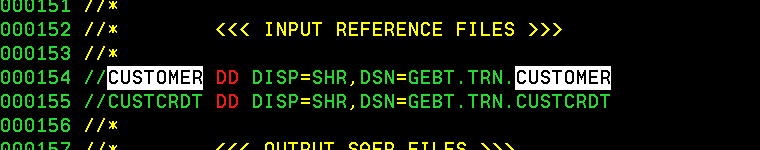 000151 //*
000152 //*        <<< INPUT REFERENCE FILES >>>
000153 //*
000154 //CUSTOMER DD DISP=SHR,DSN=GEBT.TRN.CUSTOMER
000155 //CUSTCRDT DD DISP=SHR,DSN=GEBT.TRN.CUSTCRDT
000156 //*
000157 //*        <<< OUTPUT SAFR FILES >>>